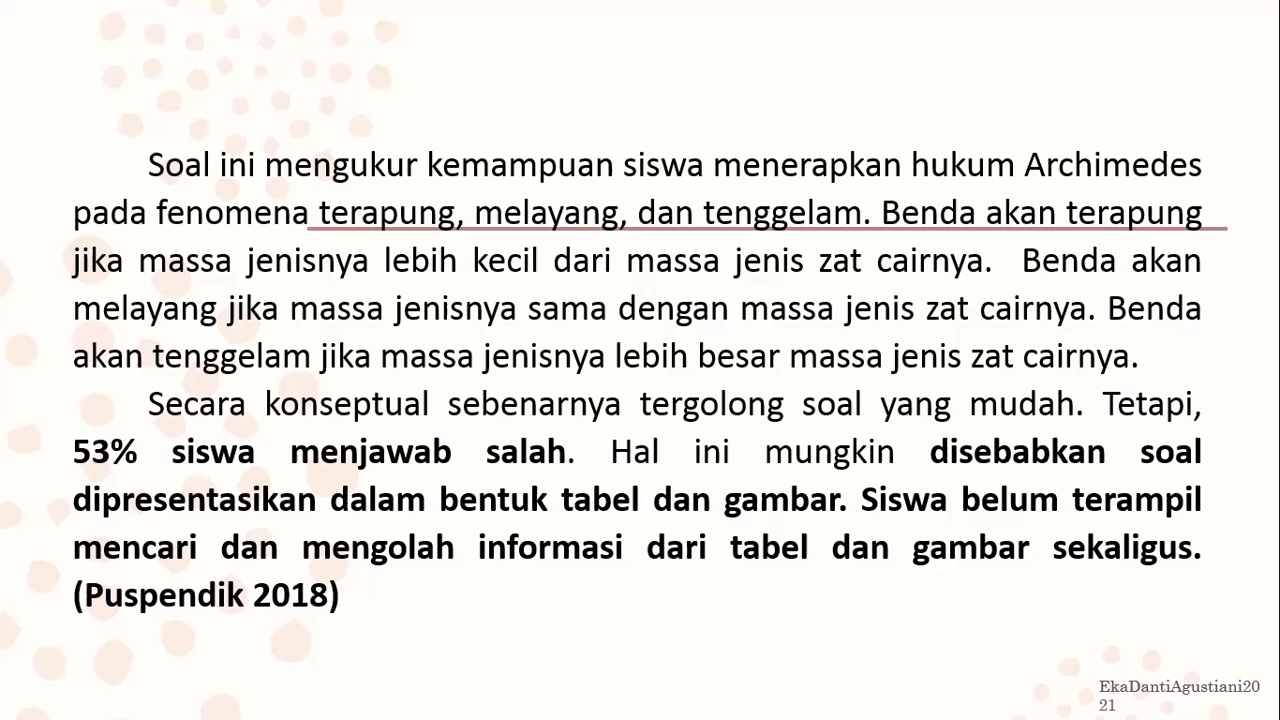 Soal ini mengukur kemampuan siswa menerapkan hukum Archimedes
pada fenomena terapung, melayang, dan tenggelam. Benda akan terapung
jika massa jenisnya lebih kecil dari massa jenis zat cairnya. Benda akan
melayang jika massa jenisnya sama dengan massa jenis zat cairnya. Benda
akan tenggelam jika massa jenisnya lebih besar massa jenis zat cairnya.
Secara konseptual sebenarnya tergolong soal yang mudah. Tetapi,
53% siswa menjawab salah. Hal ini mungkin disebabkan soal
dipresentasikan dalam bentuk tabel dan gambar. Siswa belum terampil
mencari dan mengolah informasi dari tabel dan gambar sekaligus.
(Puspendik 2018)
EkaDantiAgustiani20
21